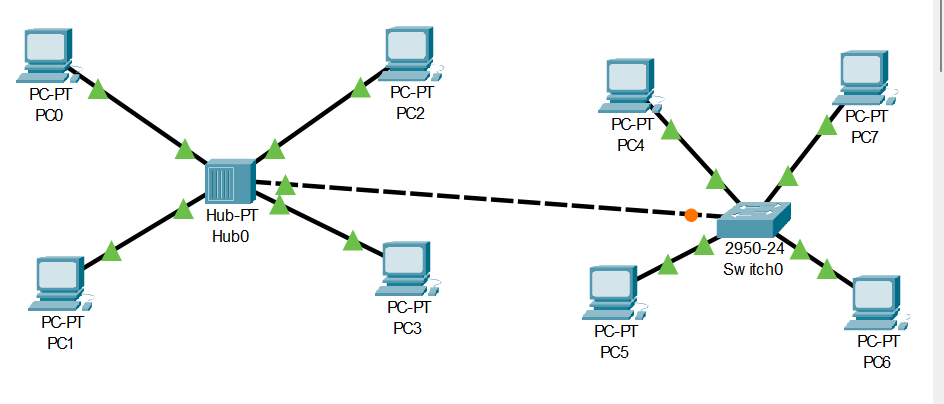 PC-PT
PC0
PC-PT
PC2
PC-PT
PC4
PC-PT
PC7
Hub-PT
Hub0
2950-24
Switch0
PC-PT
PC1
PC-PT
PC3
PC-PT
PC5
PC-PT
PC6